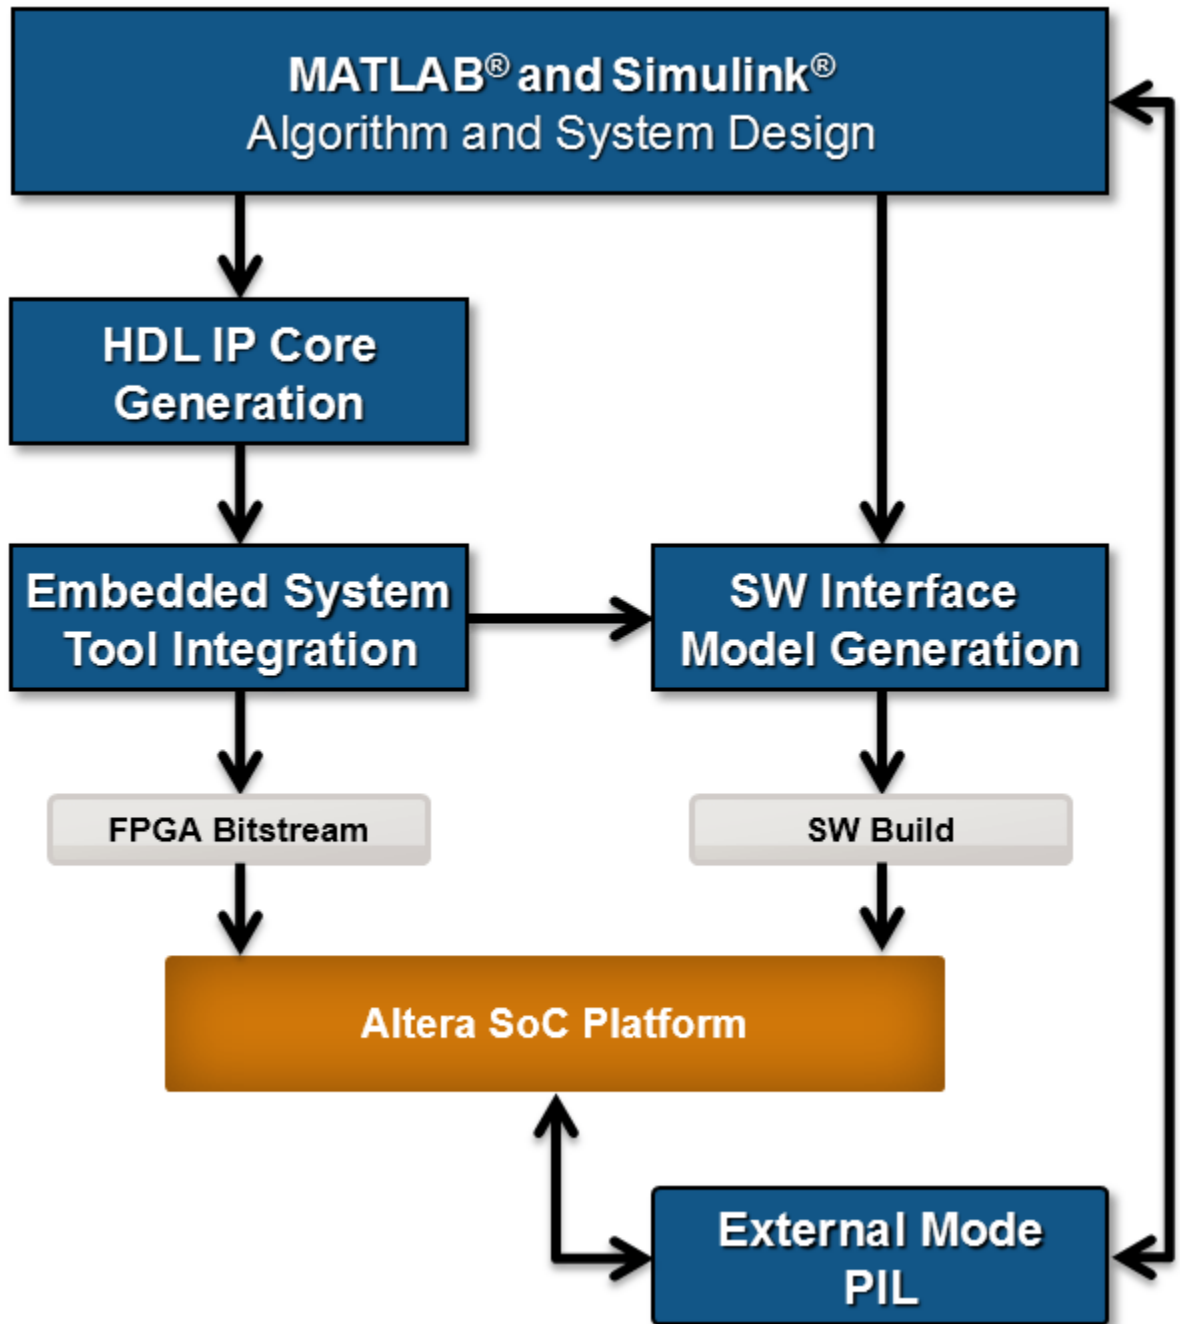 MATLAB® and Simulink®
Algorithm and System Design
HDL IP Core
Generation
Embedded System
Tool Integration
SW Interface
Model Generation
FPGA Bitstream
SW Build
Altera SoC Platform
External Mode
PIL